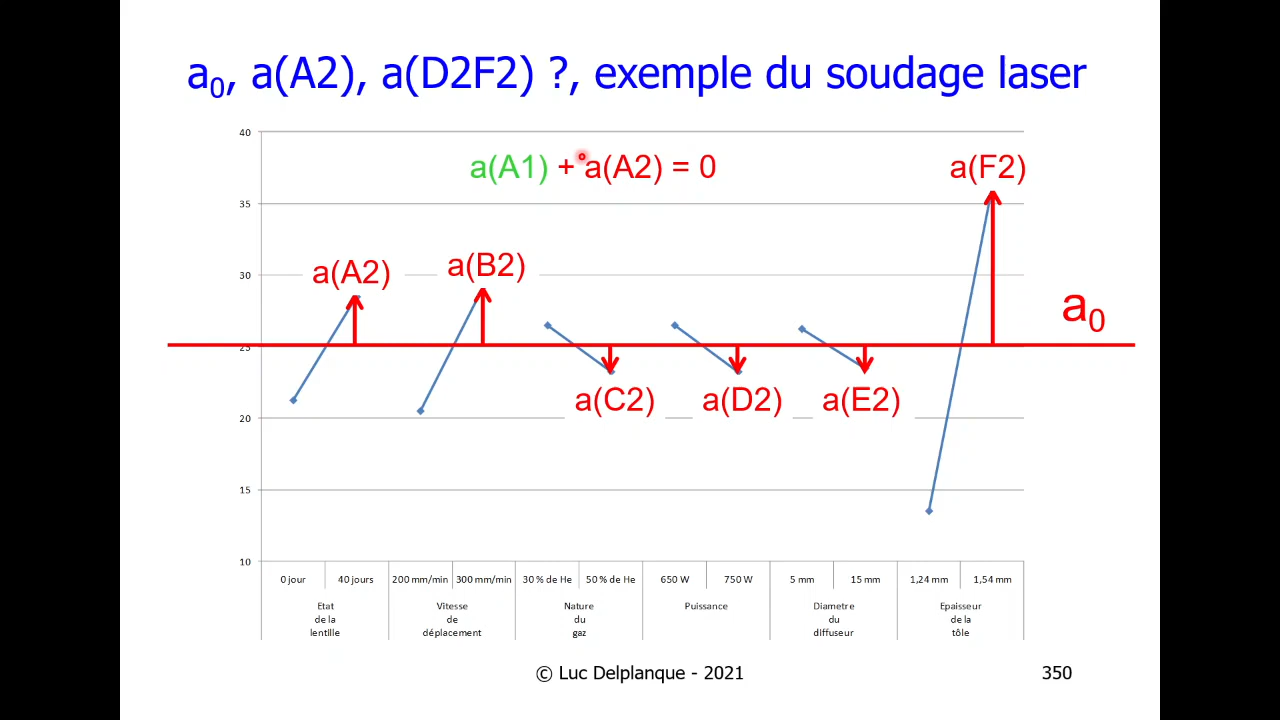 a0, a(A2), a(D2F2) ?, exemple du soudage laser
40
a(A1) + a(A2) = 0
a(F2)
35
30
a(A2)
a(B2)
a0
25
a(C2)
a(D2)
a(E2)
20
15
10
0 jour
40 jours
200 mm/min
300 mm/min
30 % de He
50 % de He
650 W
750 W
5 mm
15 mm
1,24 mm
1,54 mm
Etat
de la
lentille
Vitesse
de
déplacement
Nature
du
gaz
Puissance
Diametre
du
diffuseur
Epaisseur
de la
tôle
© Luc Delplanque - 2021
350